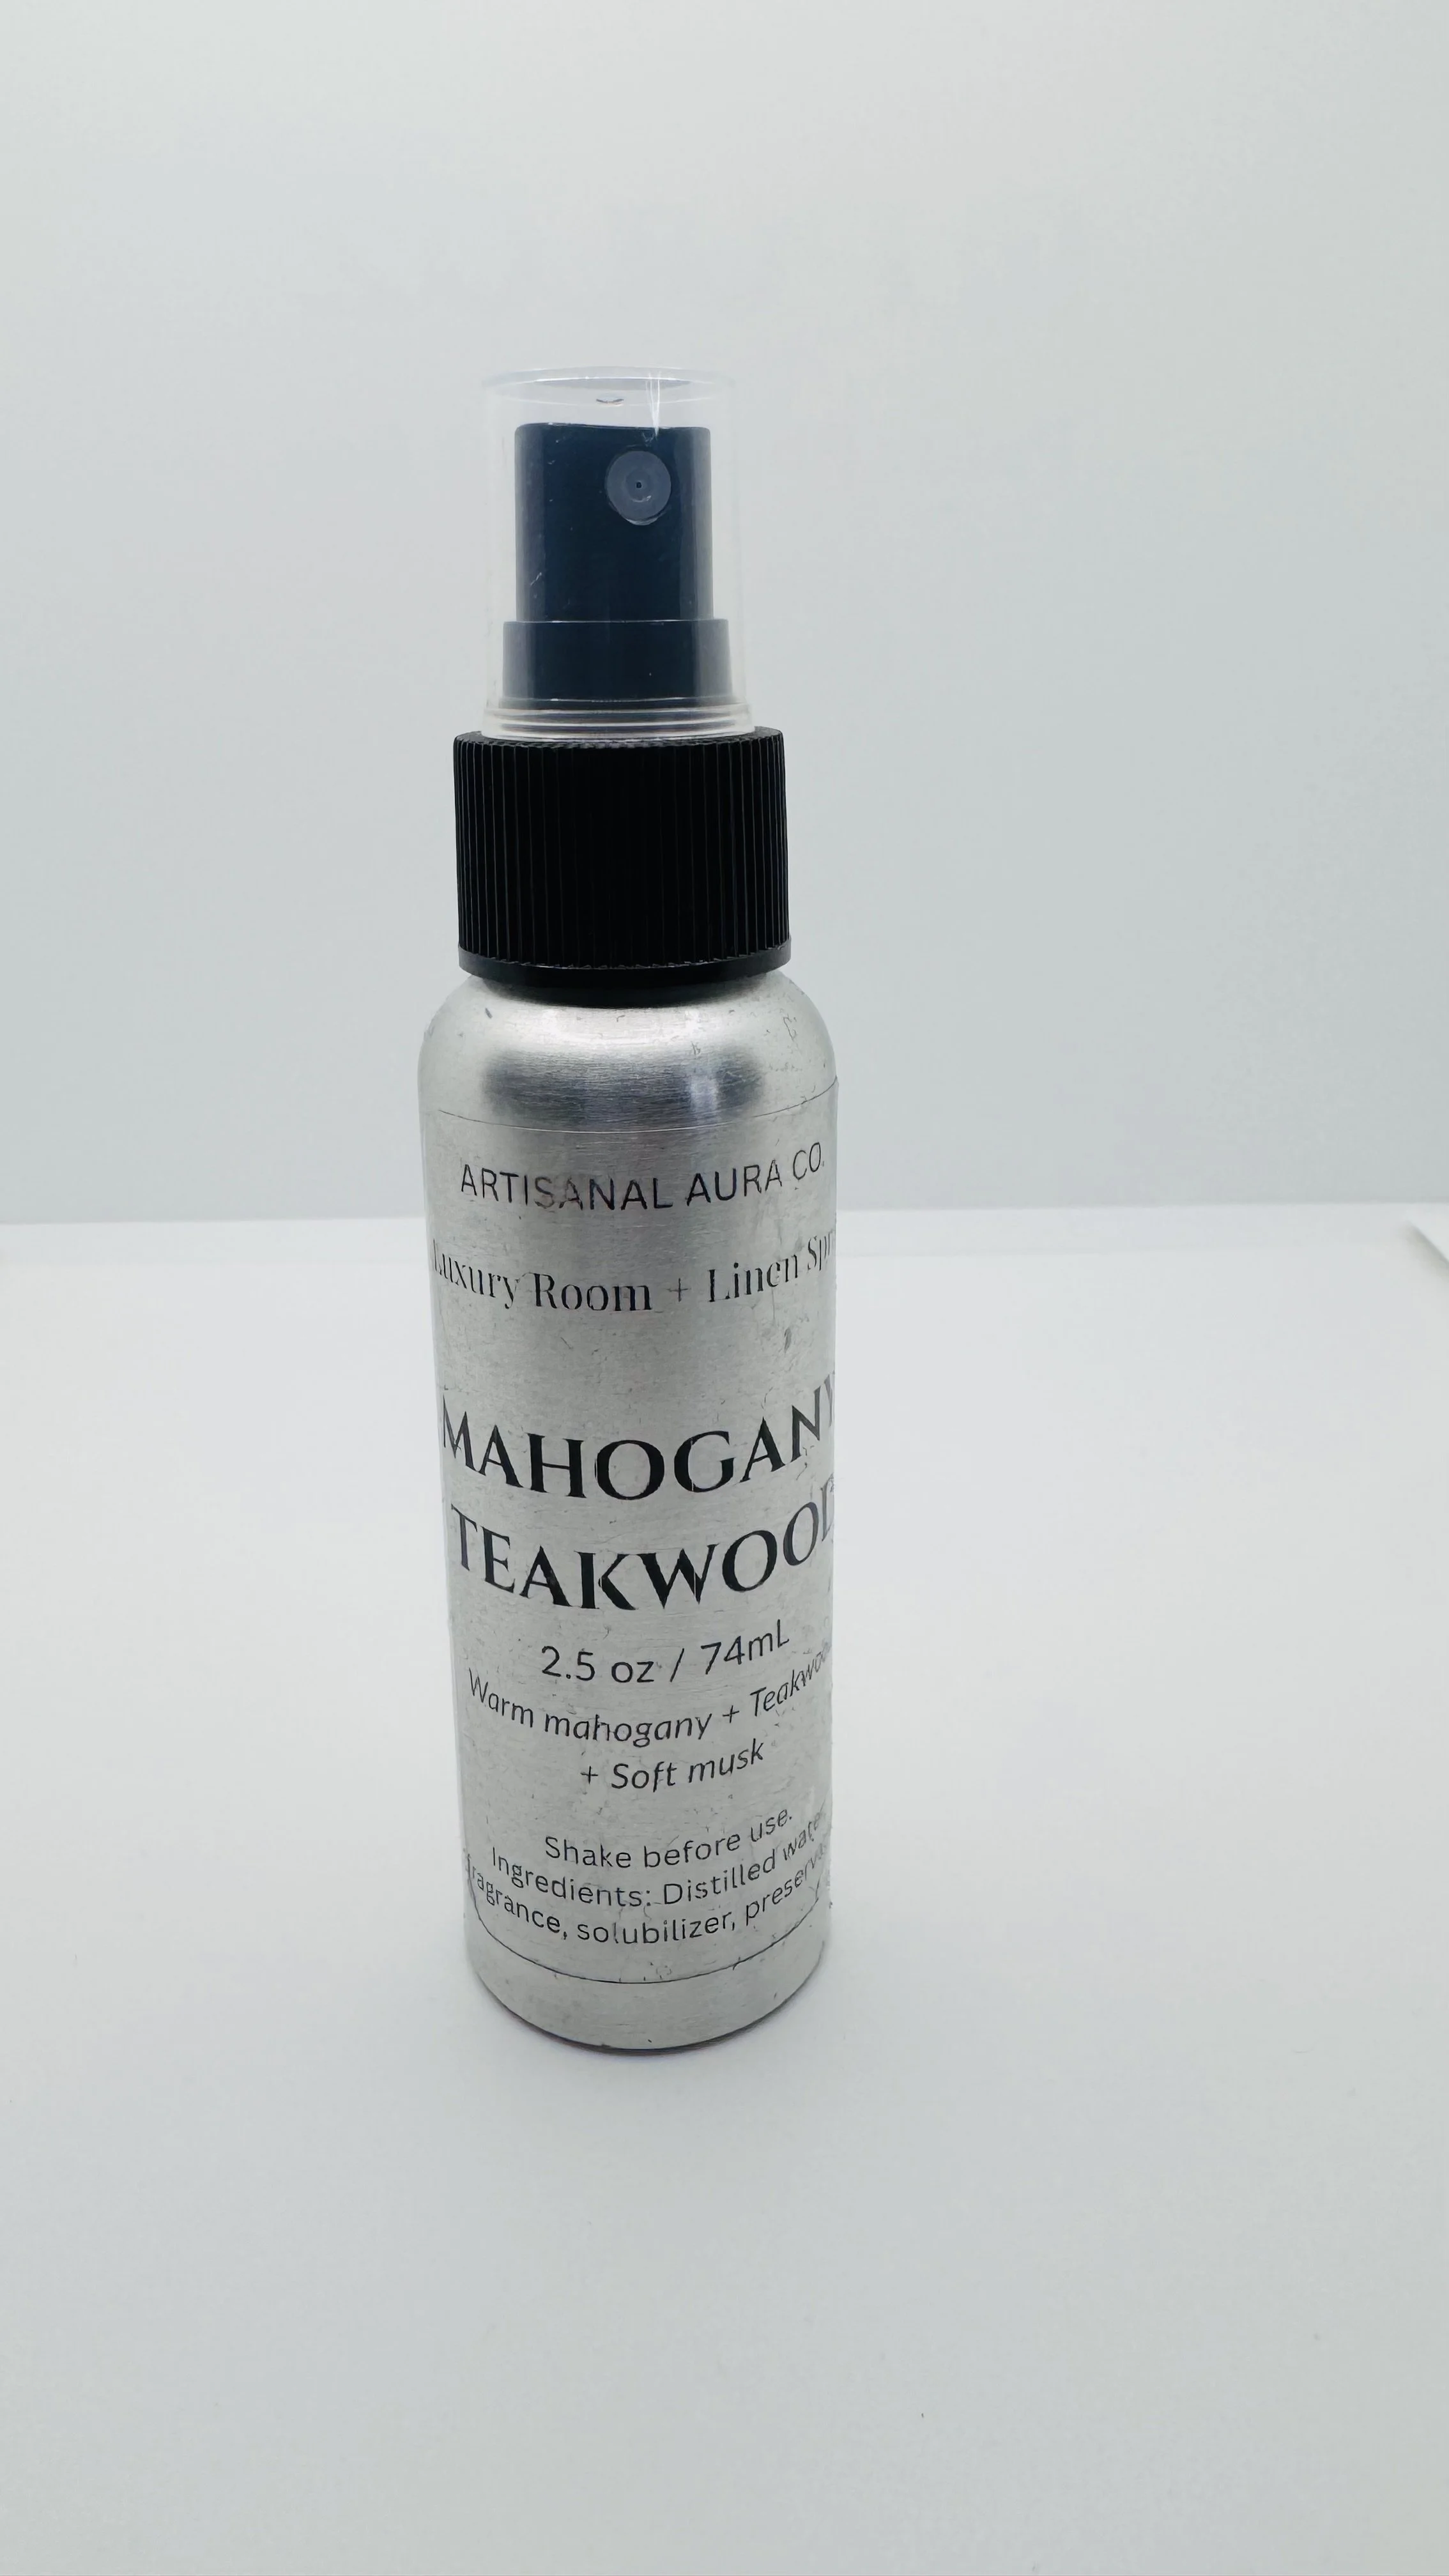 ARTISANAL AURA CO.
Luxury Room + Linen
MAHOGANY
TEAKWOOD
2.5 oz / 74mL
Warm mahogany + Teakwood
+ Soft musk
Shake before use.
Ingredients: Distilled water,
fragrance, solubilizer,